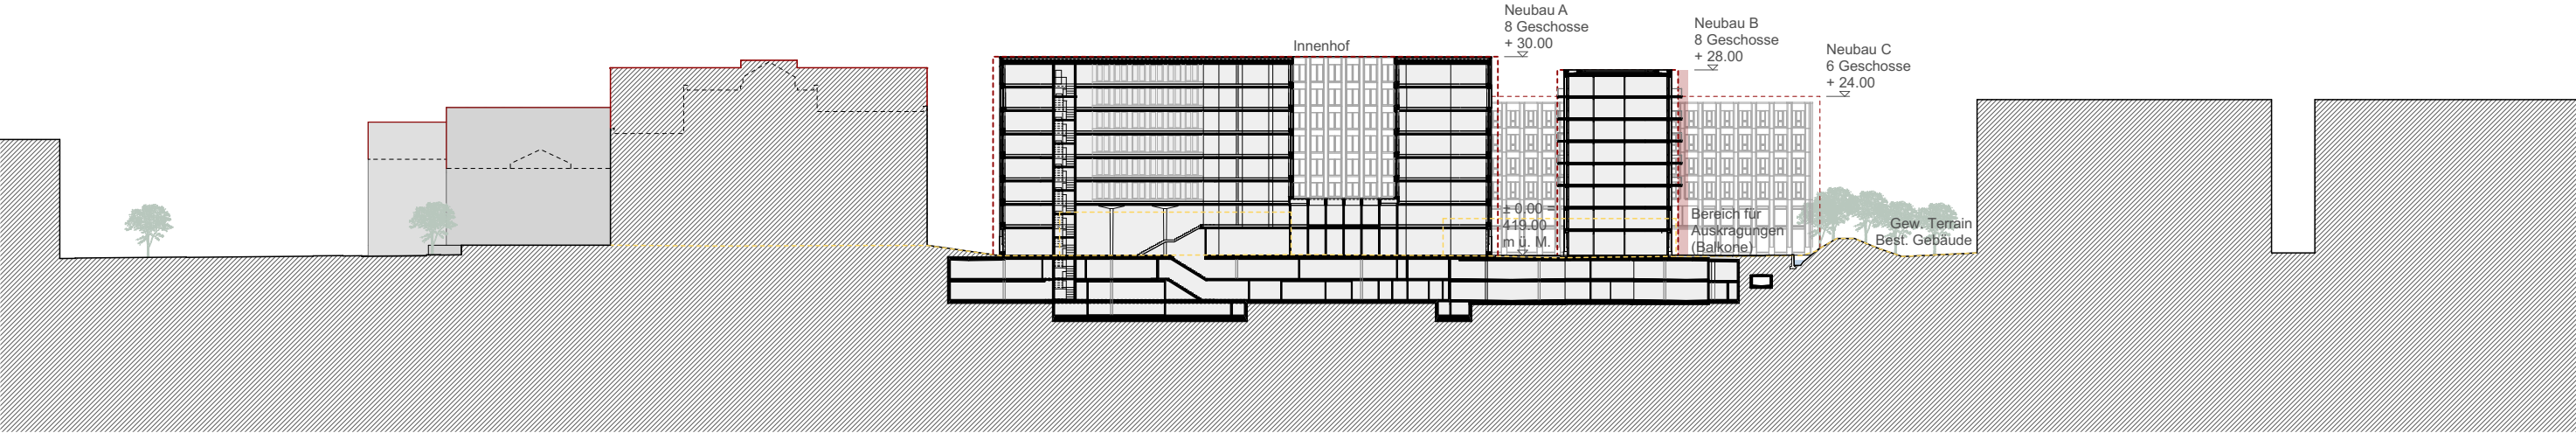 Neubau A
8 Geschosse
+ 30.00
Neubau B
8 Geschosse
+ 28.00
Innenhof
Neubau C
6 Geschosse
+ 24.00
± 0.00 =
419.00
m ü. M.
Bereich für
Auskragungen
(Balkone)
Gew. Terrain
Best. Gebäude